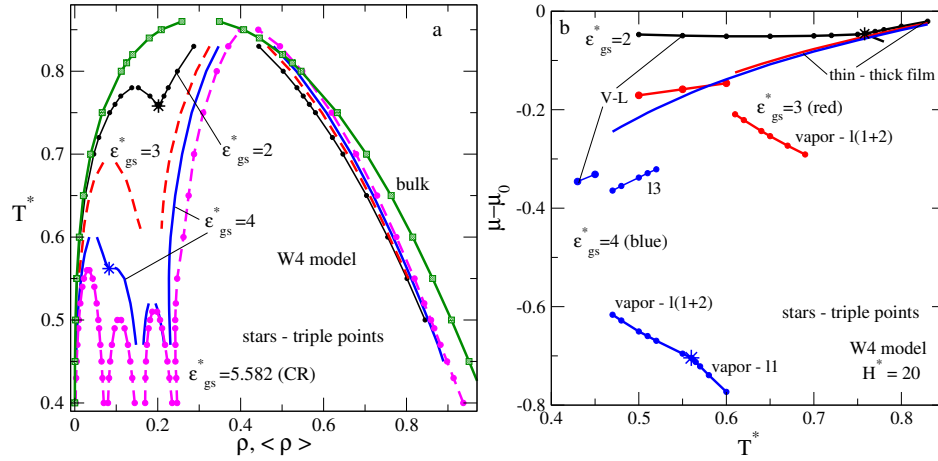 a
0.8
0.7
0.6
0.5
0.4
T*
ε*gs=3
ε*gs=2
bulk
ε*gs=4
W4 model
stars - triple points
ε*gs=5.582 (CR)
0
0.2
0.4
0.6
0.8
ρ, < ρ >
b
0
-0.2
-0.4
-0.6
-0.8
μ−μ0
ε*gs=2
thin - thick film
V-L
ε*gs=3 (red)
vapor - l(1+2)
l3
ε*gs=4 (blue)
vapor - l(1+2)
stars - triple points
vapor - l1
W4 model
H* = 20
0.4
0.5
0.6
0.7
0.8
T*